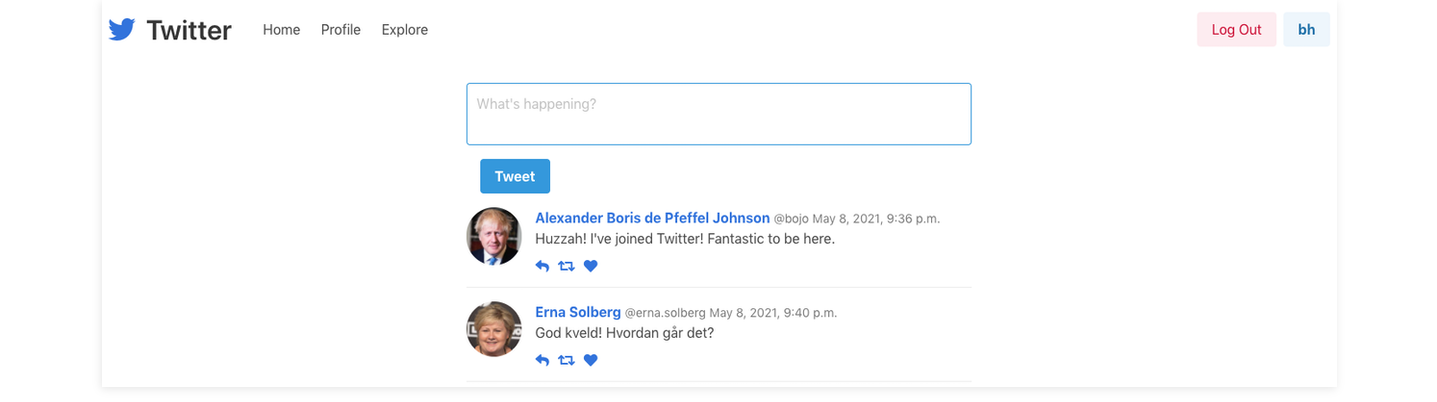 Twitter Home Profile Explore Log Out bh
What's happening?
Tweet
Alexander Boris de Pfeffel Johnson @bojo May 8, 2021, 9:36 p.m.
Huzzah! I've joined Twitter! Fantastic to be here.
Erna Solberg @erna.solberg May 8, 2021, 9:40 p.m.
God kveld! Hvordan går det?